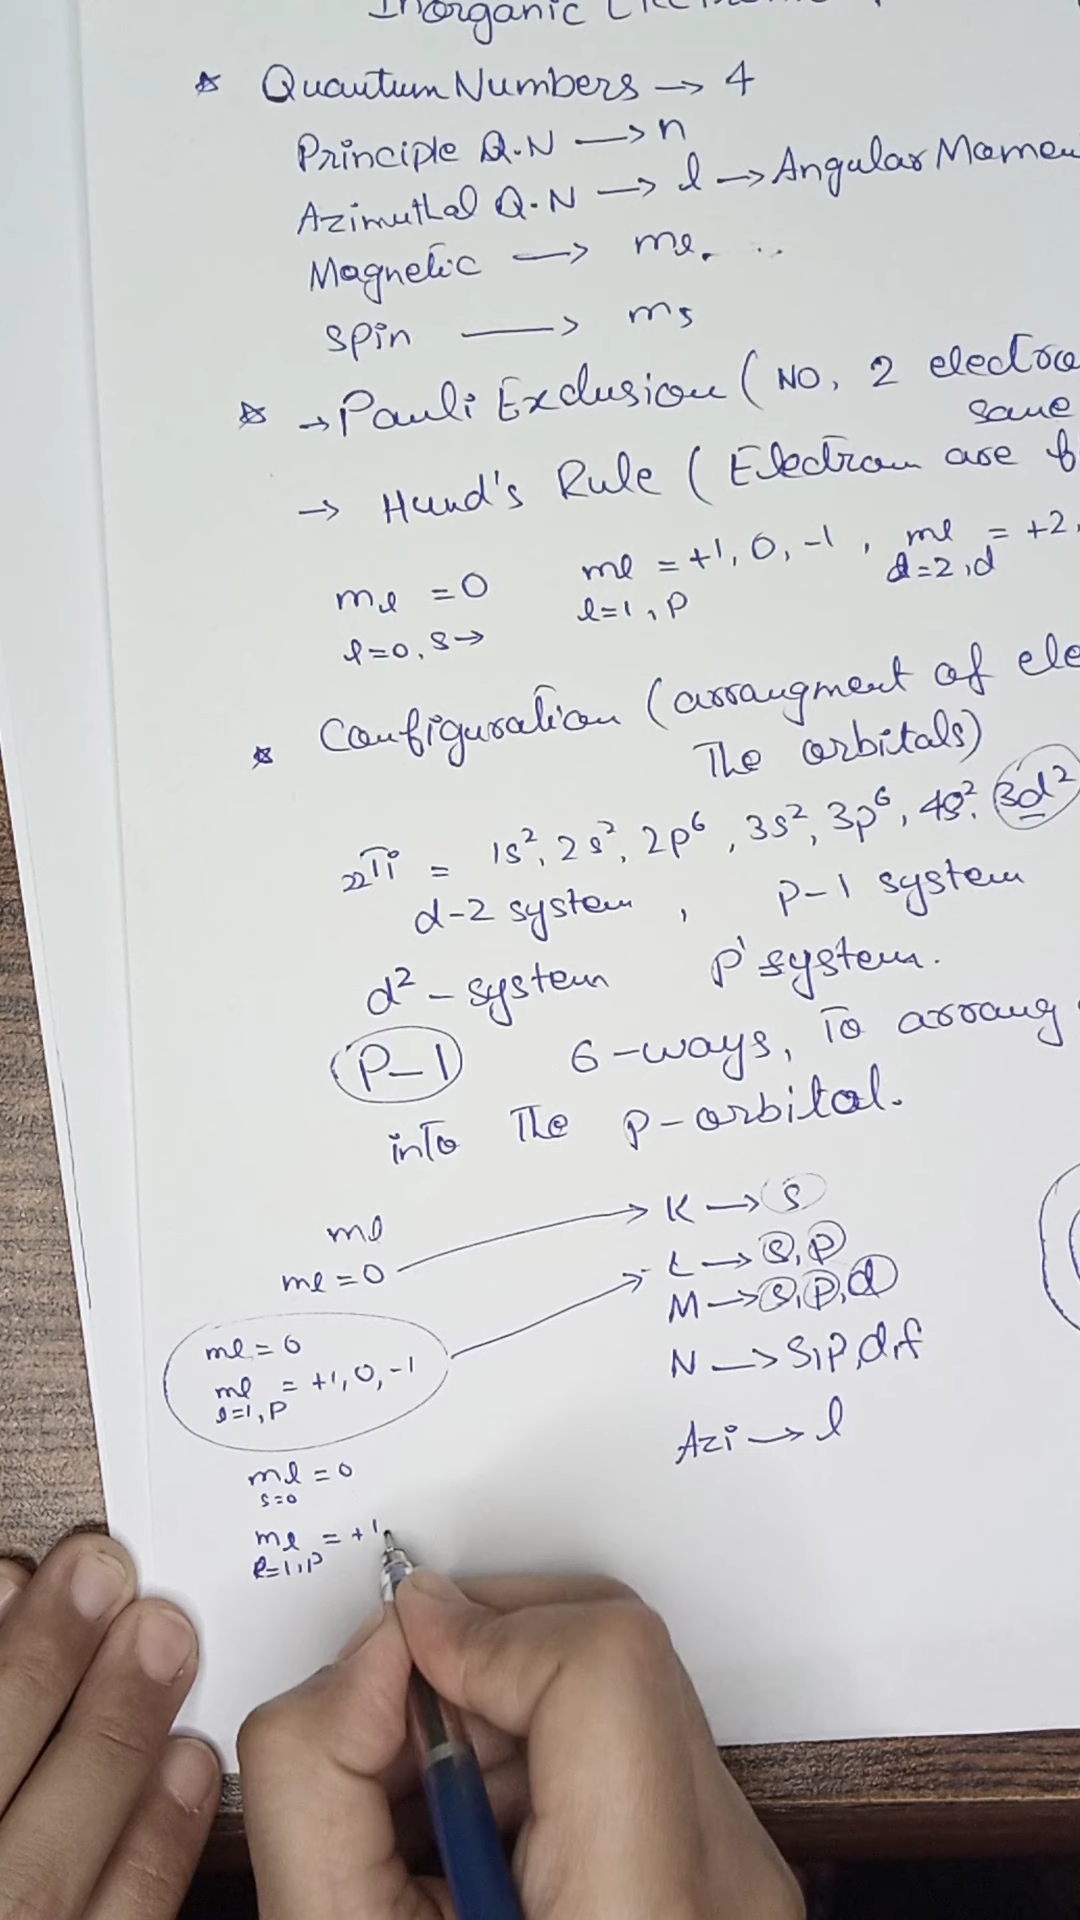 Inorganic
☆ Quantum Numbers → 4
Principle Q.N → n
Azimuthal Q.N → l → Angular Momen
Magnetic → ml.
Spin → ms
☆ → Pauli Exclusion (NO. 2 electro
same
→ Hund's Rule (Electron are f
ml = 0 ml = +1, 0, -1, ml = +2,
l=0, s→ l=1, p d=2, d
☆ Configuration (arrangment of ele
The orbitals)
22Ti = 1s², 2s², 2p⁶, 3s², 3p⁶, 4s², 3d²
d-2 system, p-1 system
d²-system p¹ system.
P-1 6-ways, To arrang
into The p-orbital.
ml K → s
ml = 0 L → s, p
M → s, p, d
ml = 0 N → s, p, d, f
ml = +1, 0, -1
l=1, p
Azi → l
ml = 0
s=0
ml = +1,
l=1, p